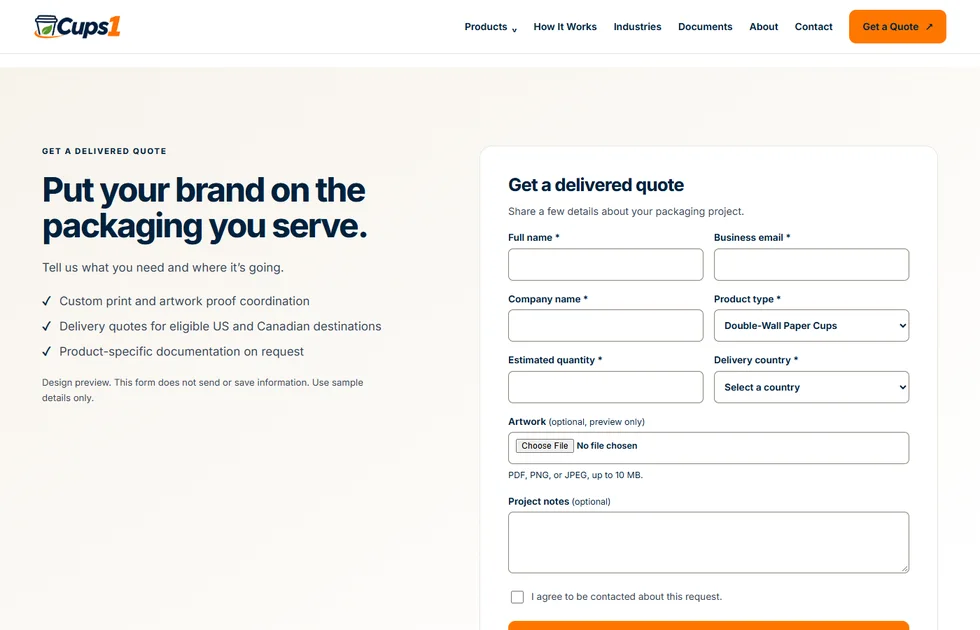 Cups1
Products
How It Works
Industries
Documents
About
Contact
Get a Quote ↗
GET A DELIVERED QUOTE
Put your brand on the
packaging you serve.
Tell us what you need and where it's going.
✓ Custom print and artwork proof coordination
✓ Delivery quotes for eligible US and Canadian destinations
✓ Product-specific documentation on request
Design preview. This form does not send or save information. Use sample
details only.
Get a delivered quote
Share a few details about your packaging project.
Full name *
Business email *
Company name *
Product type *
Double-Wall Paper Cups
Estimated quantity *
Delivery country *
Select a country
Artwork (optional, preview only)
Choose File No file chosen
PDF, PNG, or JPEG, up to 10 MB.
Project notes (optional)
I agree to be contacted about this request.